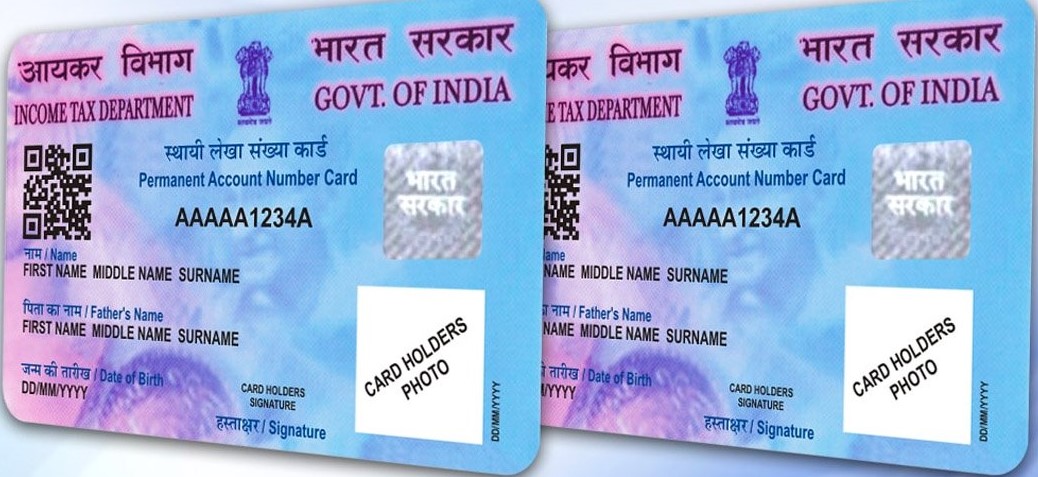 आयकर विभाग
INCOME TAX DEPARTMENT
सत्यमेव जयते
भारत सरकार
GOVT. OF INDIA
स्थायी लेखा संख्या कार्ड
Permanent Account Number Card
AAAAA1234A
भारत
सरकार
नाम / Name
FIRST NAME MIDDLE NAME SURNAME
पिता का नाम / Father's Name
FIRST NAME MIDDLE NAME SURNAME
जन्म की तारीख / Date of Birth
DD/MM/YYYY
CARD HOLDERS
SIGNATURE
हस्ताक्षर / Signature
CARD HOLDERS
PHOTO
DD/MM/YYYY
यकर विभाग
E TAX DEPARTMENT
सत्यमेव जयते
भारत सरकार
GOVT. OF INDIA
स्थायी लेखा संख्या कार्ड
Permanent Account Number Card
AAAAA1234A
भारत
सरकार
ame
NAME MIDDLE NAME SURNAME
नाम / Father's Name
NAME MIDDLE NAME SURNAME
तारीख / Date of Birth
/YYYY
CARD HOLDERS
SIGNATURE
हस्ताक्षर / Signature
CARD HOLDERS
PHOTO
DD/MM/YYYY